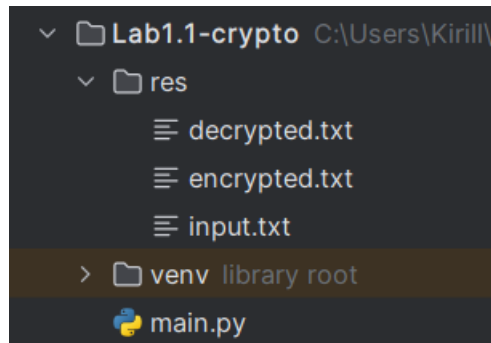 Lab1.1-crypto C:\Users\Kirill\
res
decrypted.txt
encrypted.txt
input.txt
venv library root
main.py